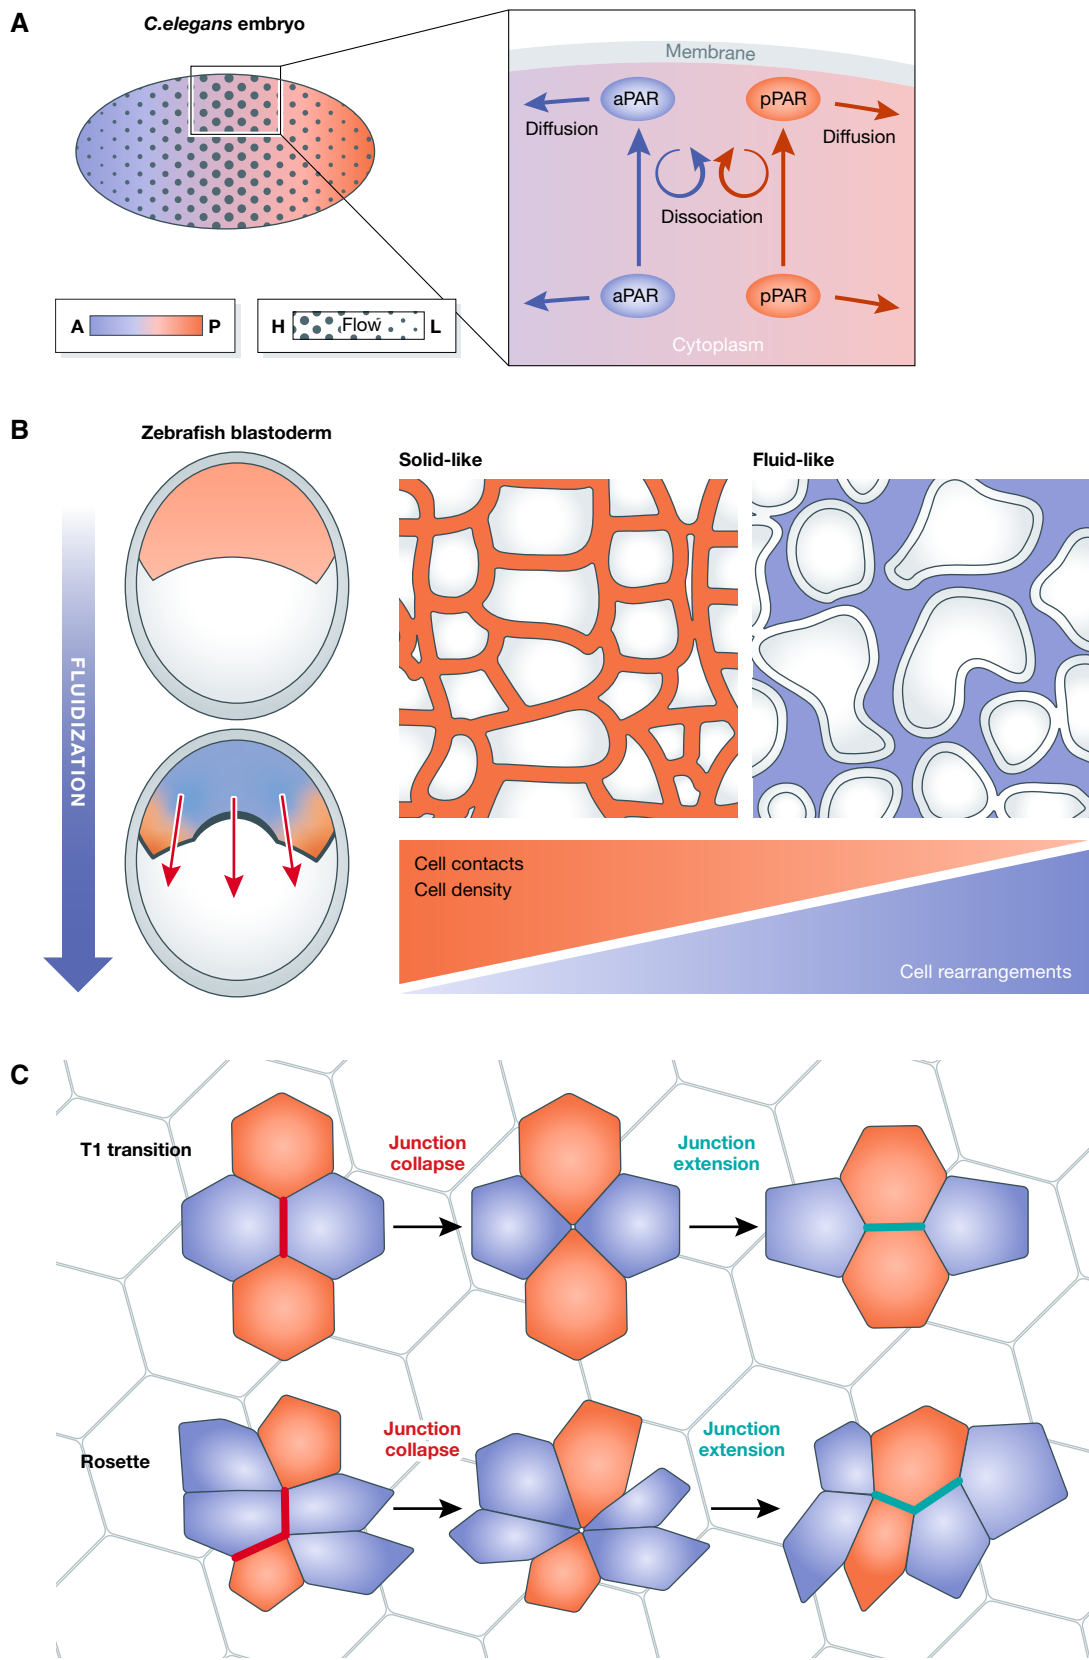 A
C.elegans embryo
Membrane
aPAR
pPAR
Diffusion
Diffusion
Dissociation
aPAR
pPAR
Cytoplasm
A
P
H
Flow
L
B
Zebrafish blastoderm
Solid-like
Fluid-like
FLUIDIZATION
Cell contacts
Cell density
Cell rearrangements
C
T1 transition
Junction
collapse
Junction
extension
Rosette
Junction
collapse
Junction
extension